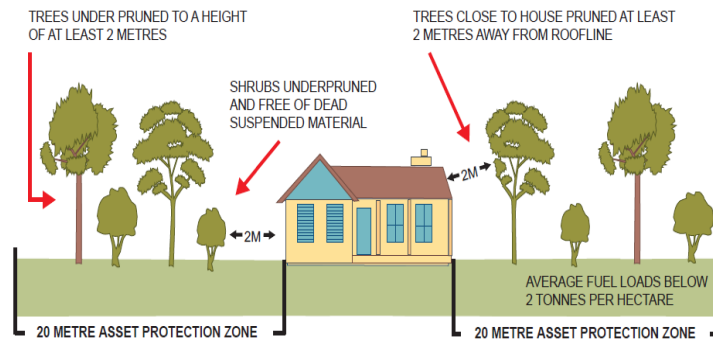 TREES UNDER PRUNED TO A HEIGHT
OF AT LEAST 2 METRES
TREES CLOSE TO HOUSE PRUNED AT LEAST
2 METRES AWAY FROM ROOFLINE
SHRUBS UNDERPRUNED
AND FREE OF DEAD
SUSPENDED MATERIAL
2M
2M
AVERAGE FUEL LOADS BELOW
2 TONNES PER HECTARE
20 METRE ASSET PROTECTION ZONE
20 METRE ASSET PROTECTION ZONE